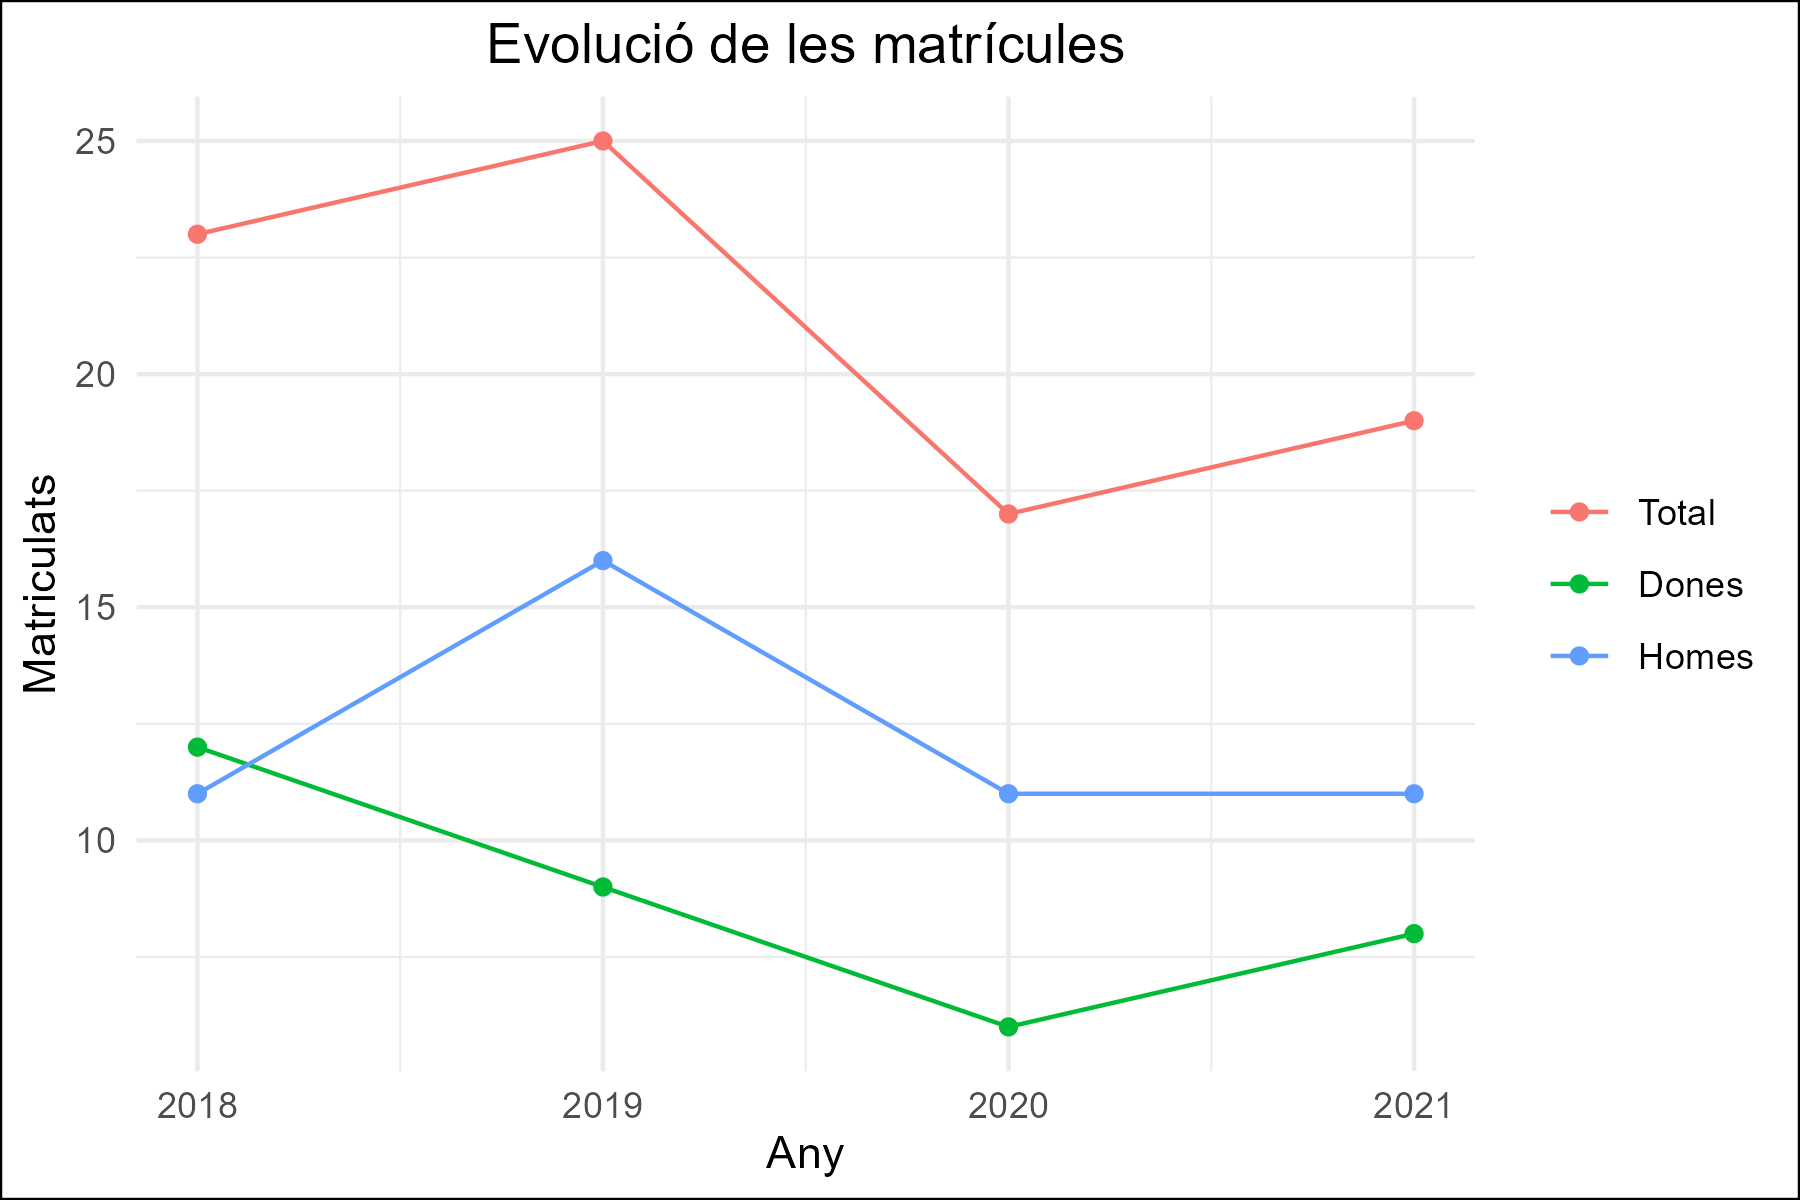 Evolució de les matrícules
25
20
15
10
Matriculats
2018 2019 2020 2021
Any
Total
Dones
Homes